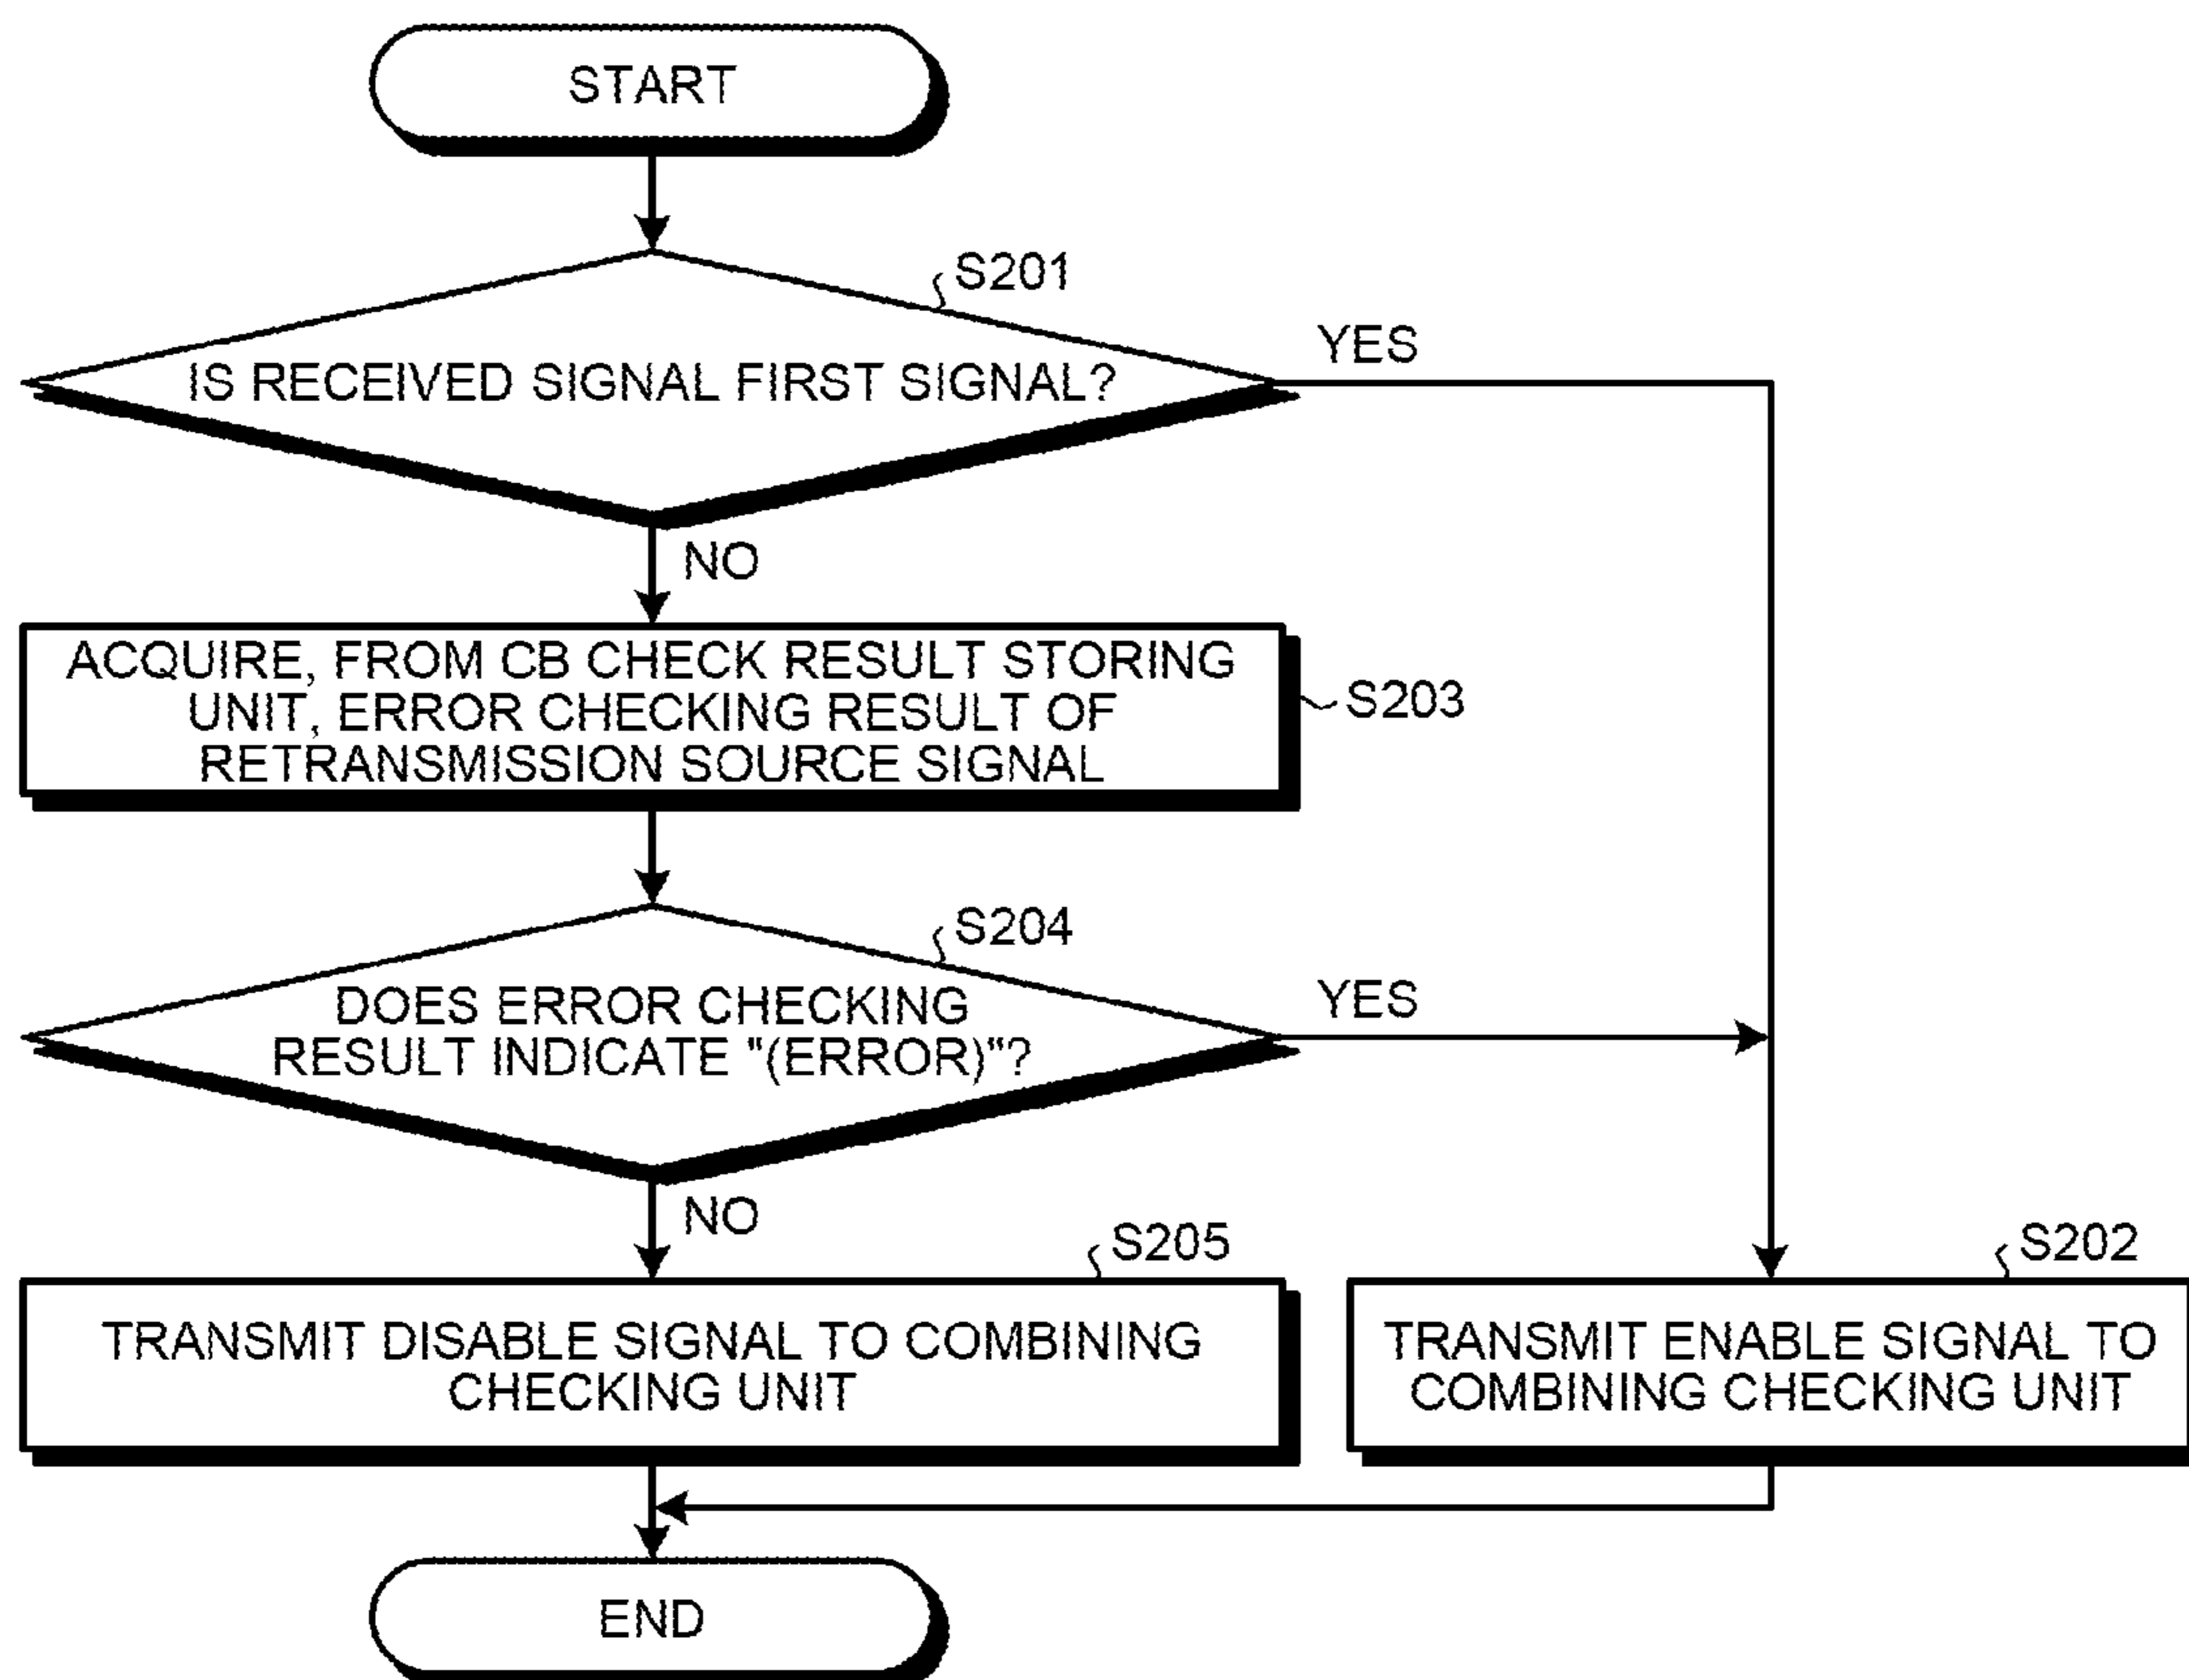 START
S201
IS RECEIVED SIGNAL FIRST SIGNAL?
YES
NO
ACQUIRE, FROM CB CHECK RESULT STORING
UNIT, ERROR CHECKING RESULT OF
RETRANSMISSION SOURCE SIGNAL
S203
S204
DOES ERROR CHECKING
RESULT INDICATE "(ERROR)"?
YES
NO
S205
TRANSMIT DISABLE SIGNAL TO COMBINING
CHECKING UNIT
S202
TRANSMIT ENABLE SIGNAL TO
COMBINING CHECKING UNIT
END